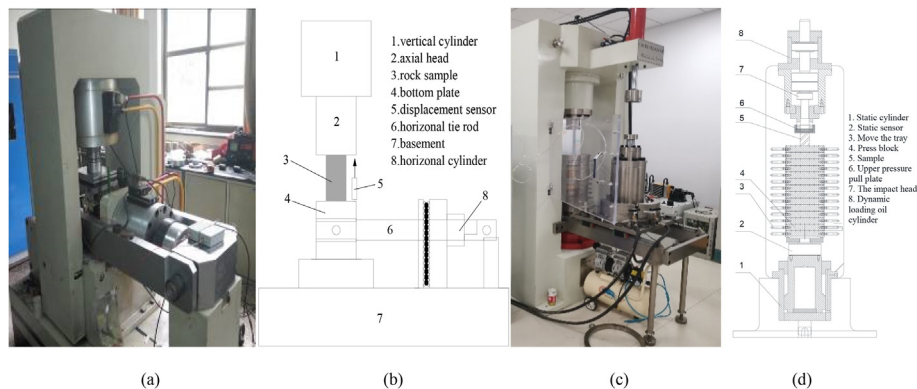 1
2
3
4
5
6
7
8
1.vertical cylinder
2.axial head
3.rock sample
4.bottom plate
5.displacement sensor
6.horizonal tie rod
7.basement
8.horizonal cylinder
8
7
6
5
4
3
2
1
1. Static cylinder
2. Static sensor
3. Move the tray
4. Press block
5. Sample
6. Upper pressure
pull plate
7. The impact head
8. Dynamic
loading oil
cylinder
(a)
(b)
(c)
(d)